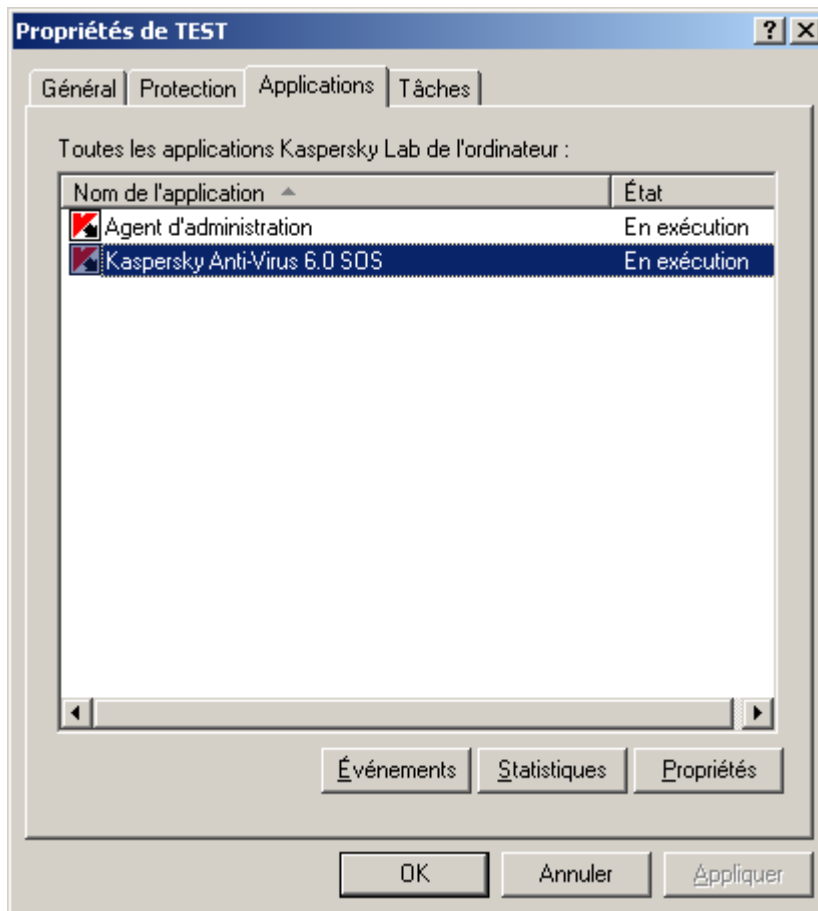 Propriétés de TEST
Général Protection Applications Tâches
Toutes les applications Kaspersky Lab de l'ordinateur :
Nom de l'application État
Agent d'administration En exécution
Kaspersky Anti-Virus 6.0 SOS En exécution
Événements Statistiques Propriétés
OK Annuler Appliquer